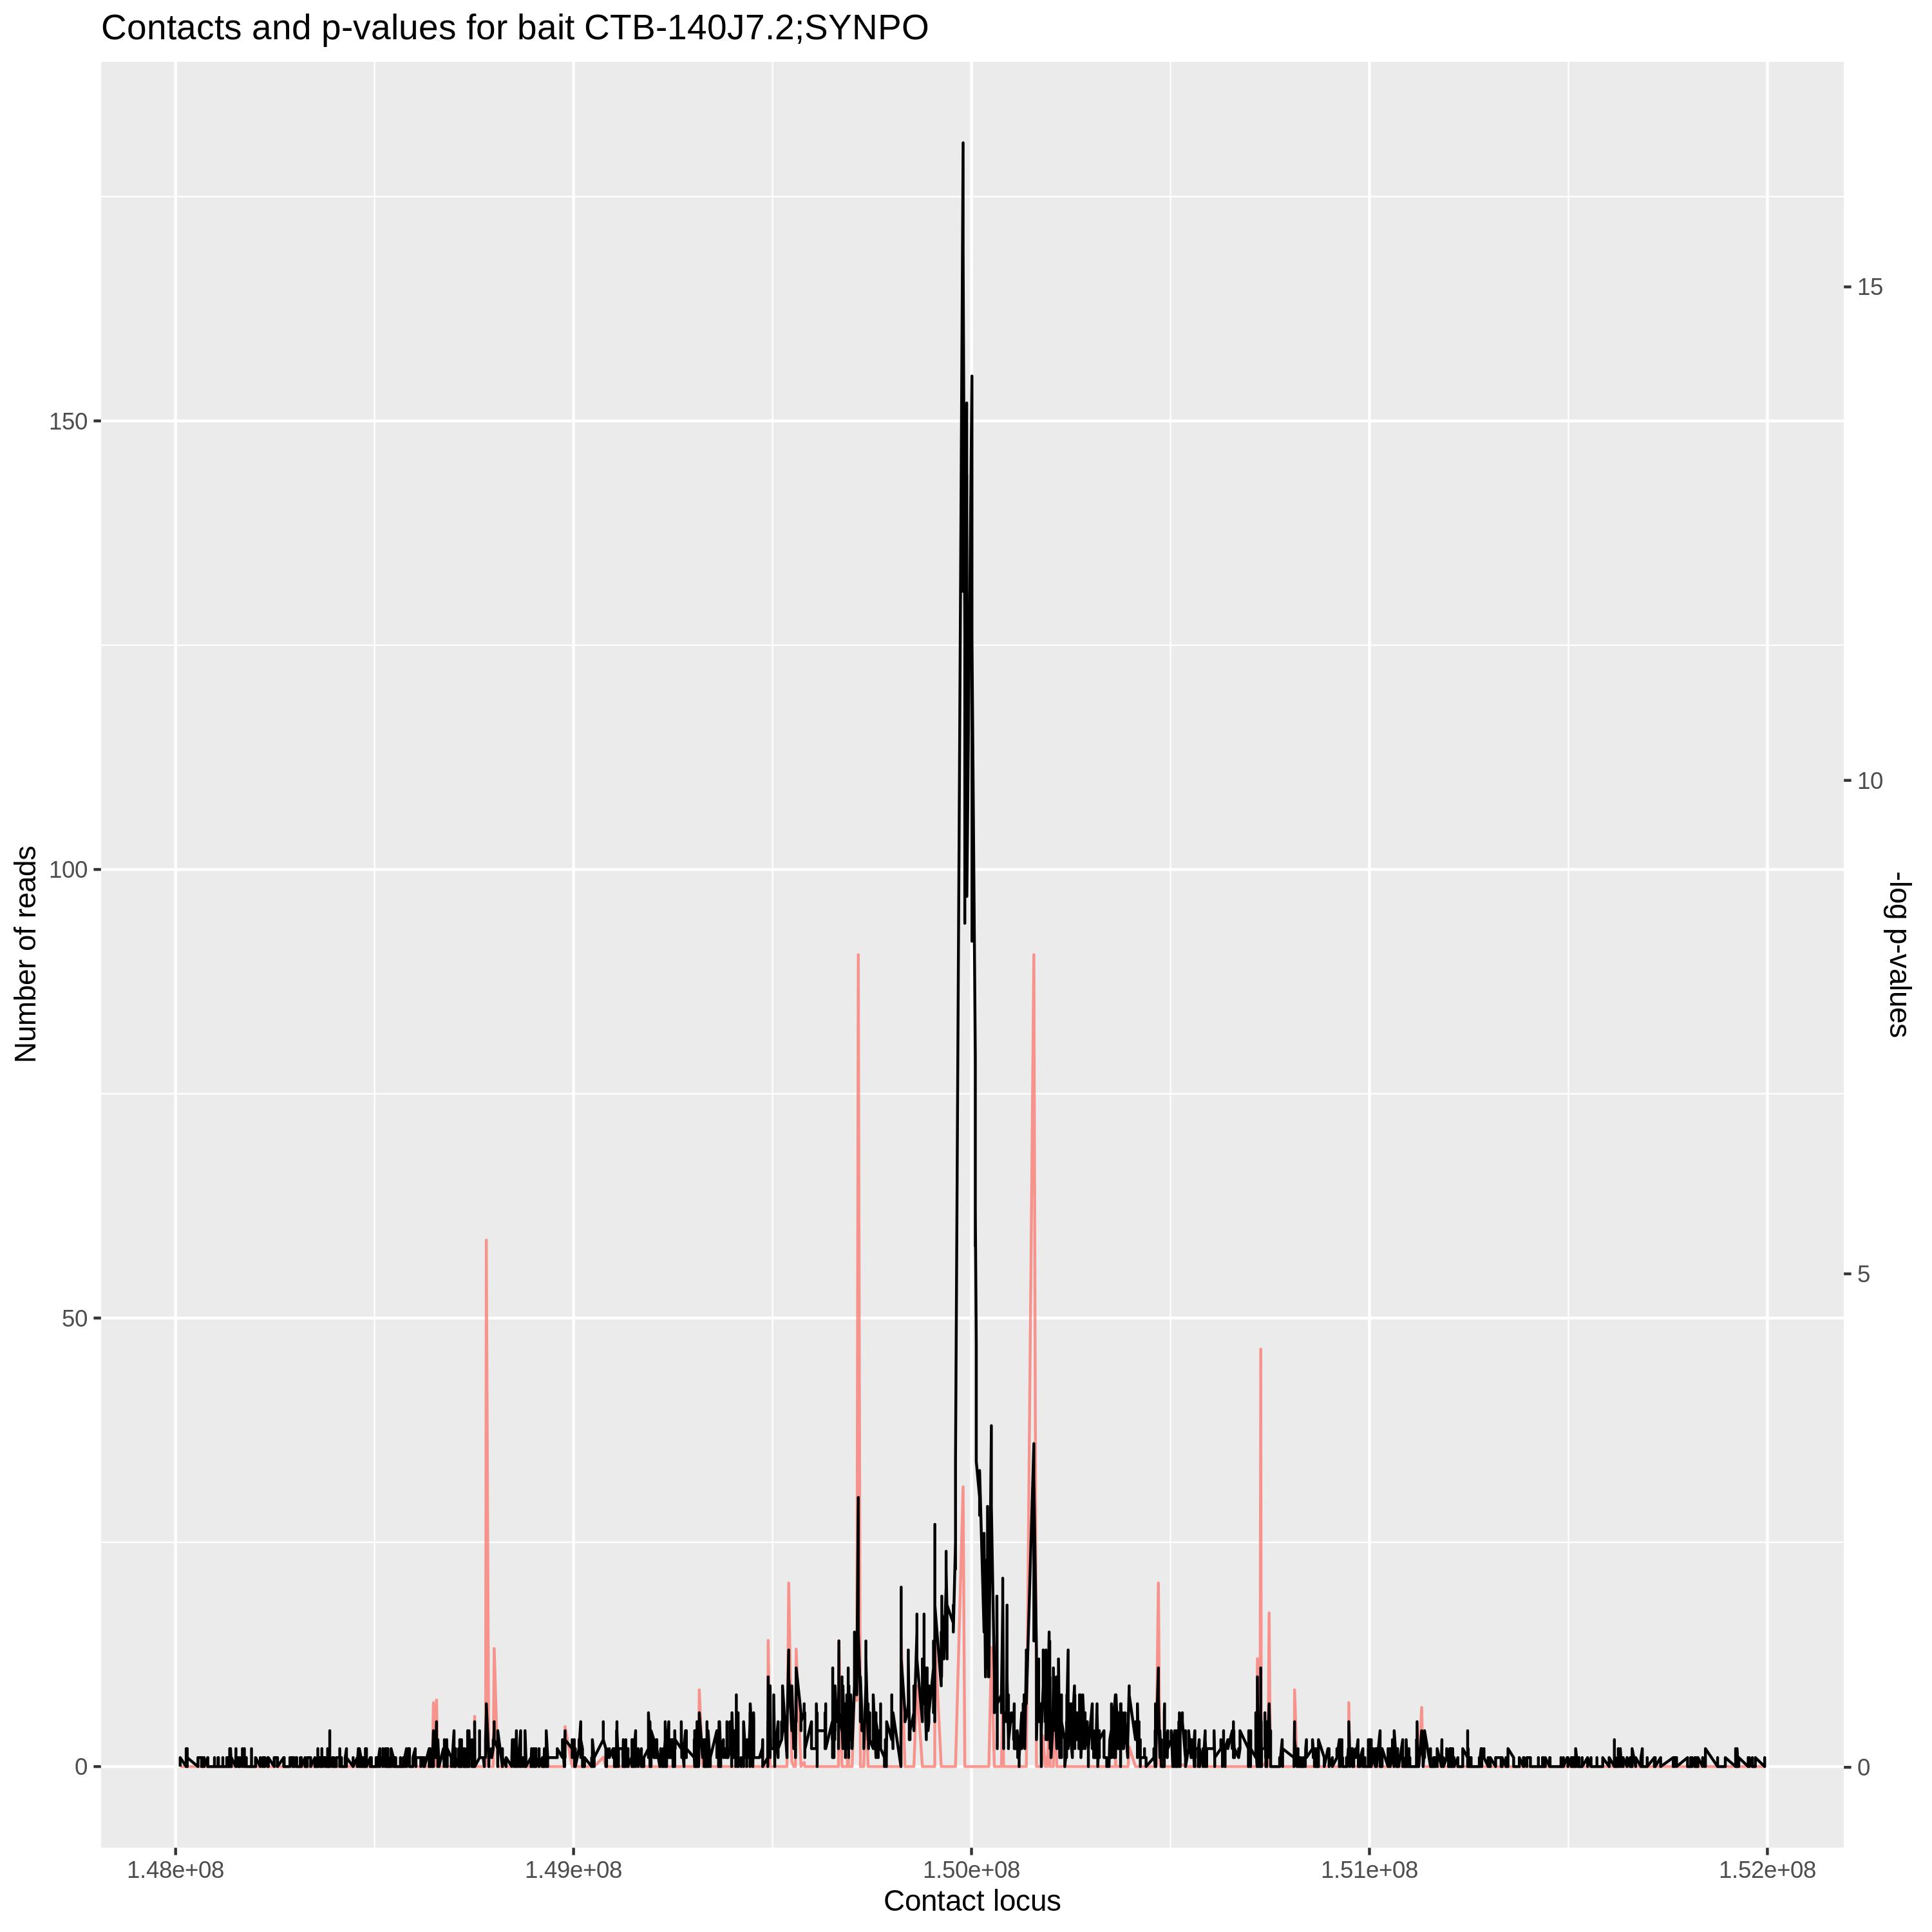 Contacts and p-values for bait CTB-140J7.2;SYNPO
Number of reads
150
100
50
0
15
10
5
0
-log p-values
1.48e+08 1.49e+08 1.50e+08 1.51e+08 1.52e+08
Contact locus